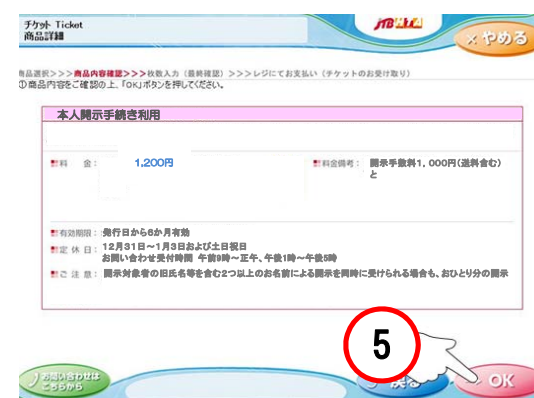 チケット Ticket
商品詳細
JTB
×やめる
商品選択>>>商品内容確認>>>枚数入力(最終確認)>>>レジにてお支払い(チケットのお受け取り)
①商品内容をご確認の上、「OK」ボタンを押してください。
本人開示手続き利用
料 金: 1,200円
料金備考: 開示手数料1,000円(送料含む)
と
有効期限: 発行日から6か月有効
定 休 日: 12月31日~1月3日および土日祝日
お問い合わせ受付時間 午前9時~正午、午後1時~午後5時
ご 注 意: 開示対象者の旧氏名等を含む2つ以上のお名前による開示を同時に受けられる場合も、おひとり分の開示
5
お問い合わせは
こちらから
戻る
OK